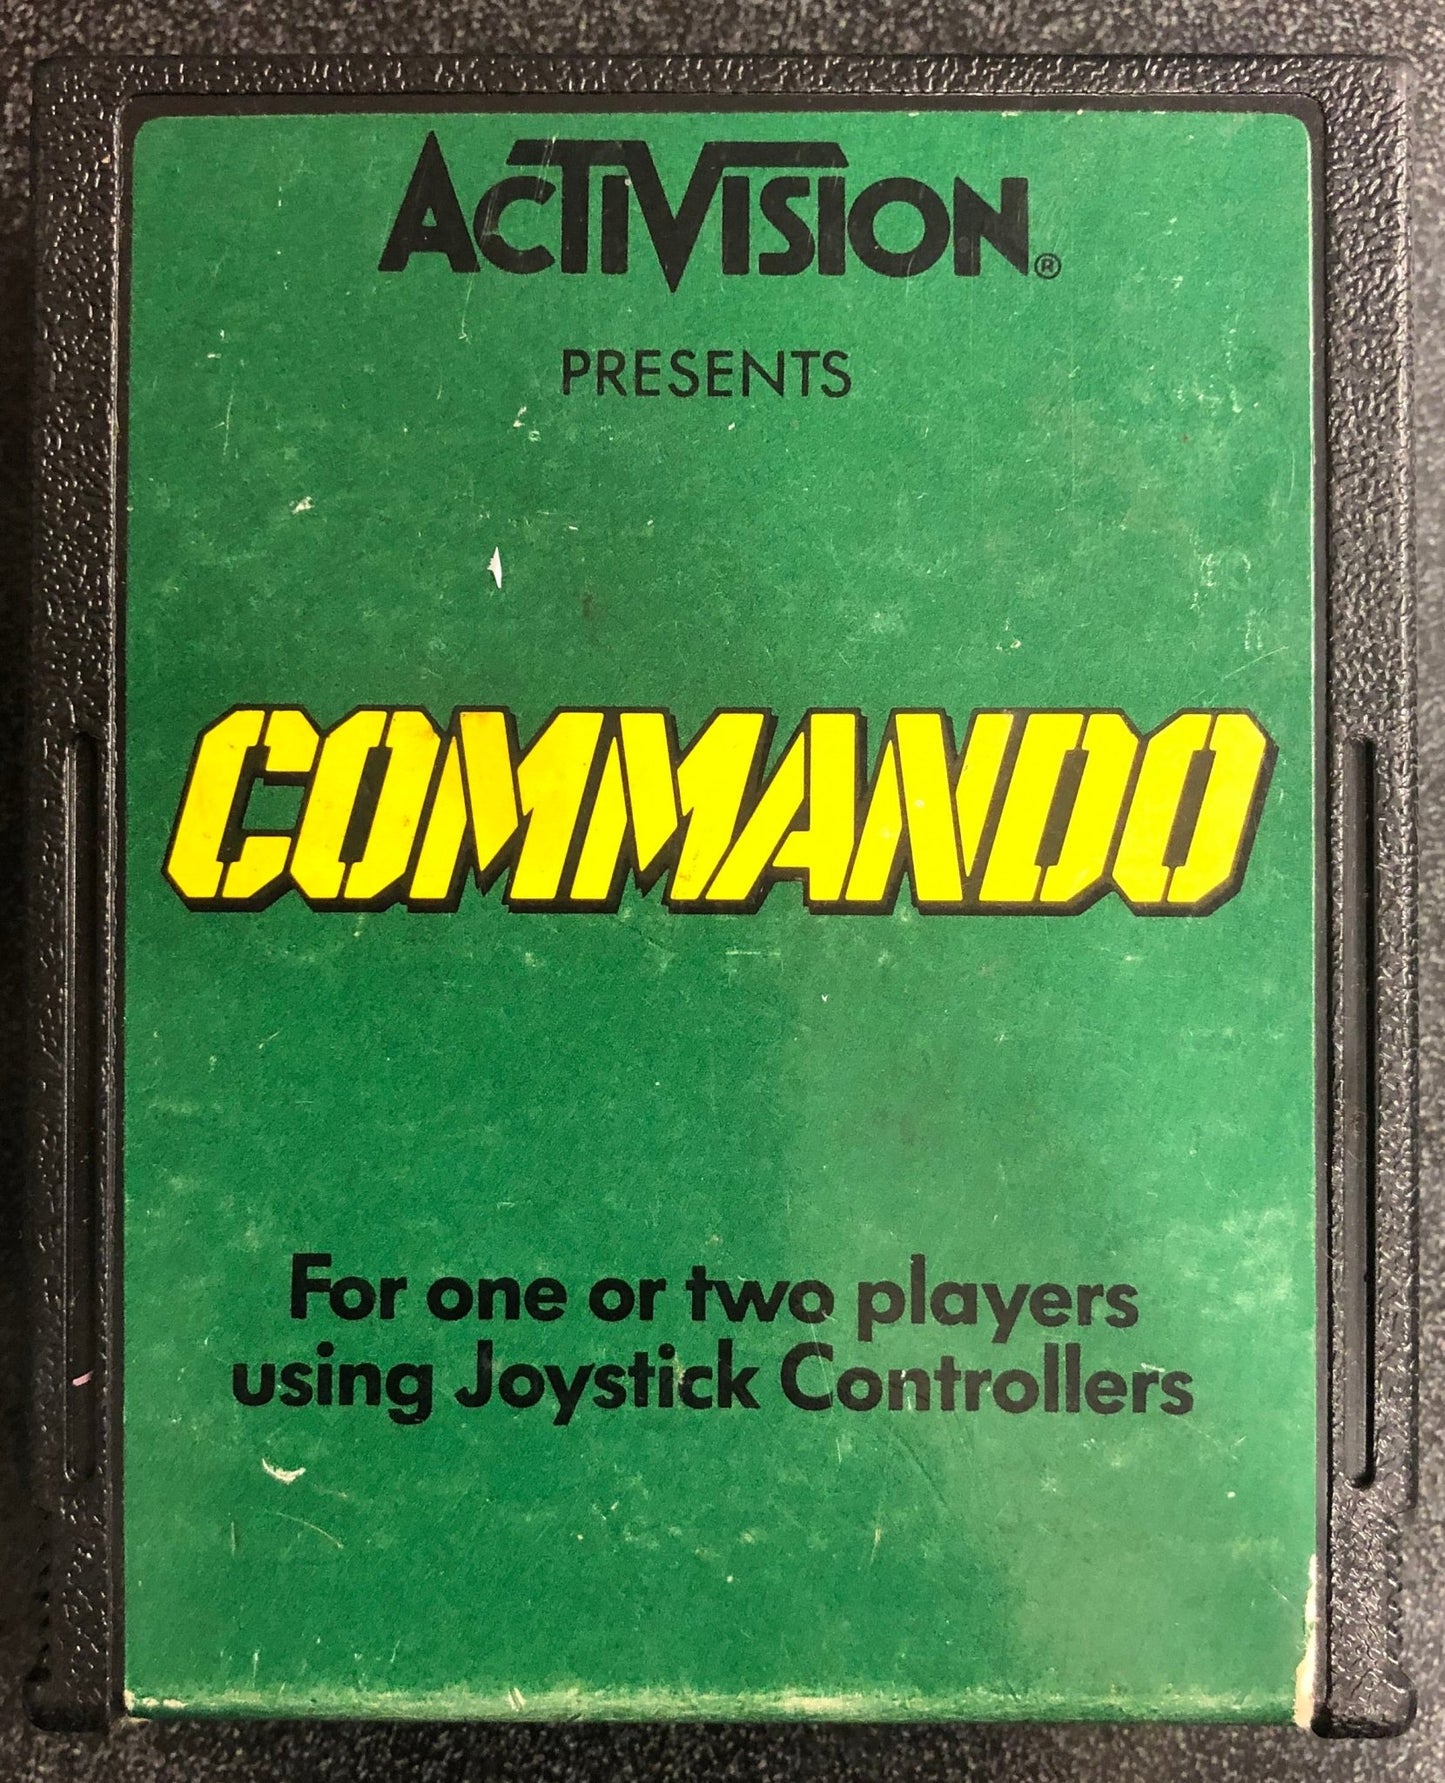 ACTIVISION®
PRESENTS
COMMANDO
For one or two players
using Joystick Controllers